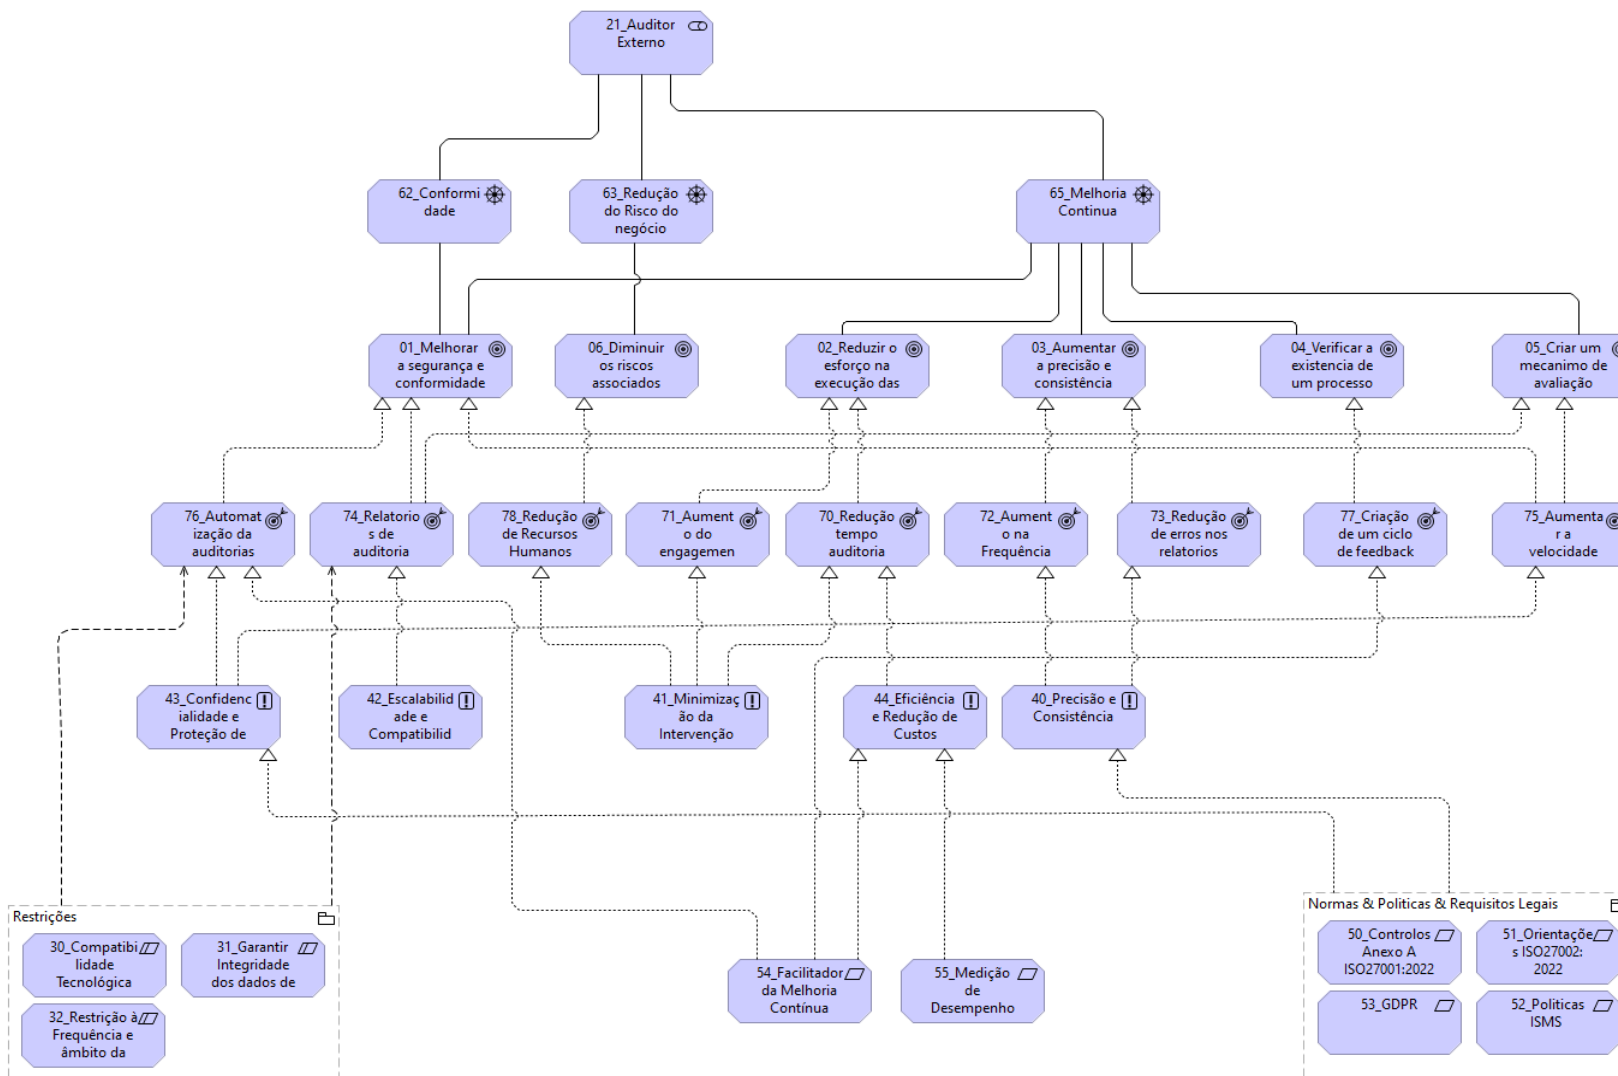 21_Auditor
Externo
62_Conformi
dade
63_Redução
do Risco do
negócio
65_Melhoria
Continua
01_Melhorar
a segurança e
conformidade
06_Diminuir
os riscos
associados
02_Reduzir o
esforço na
execução das
03_Aumentar
a precisão e
consistência
04_Verificar a
existencia de
um processo
05_Criar um
mecanimo de
avaliação
76_Automat
ização da
auditorias
74_Relatorio
s de
auditoria
78_Redução
de Recursos
Humanos
71_Aument
o do
engagemen
70_Redução
tempo
auditoria
72_Aument
o na
Frequência
73_Redução
de erros nos
relatorios
77_Criação
de um ciclo
de feedback
75_Aumenta
r a
velocidade
43_Confidenc
ialidade e
Proteção de
42_Escalabilid
ade e
Compatibilid
41_Minimizaç
ão da
Intervenção
44_Eficiência
e Redução de
Custos
40_Precisão e
Consistência
Restrições
30_Compatibi
lidade
Tecnológica
31_Garantir
Integridade
dos dados de
32_Restrição à
Frequência e
âmbito da
54_Facilitador
da Melhoria
Contínua
55_Medição
de
Desempenho
Normas & Politicas & Requisitos Legais
50_Controlos
Anexo A
ISO27001:2022
51_Orientaçõe
s ISO27002:
2022
53_GDPR
52_Politicas
ISMS